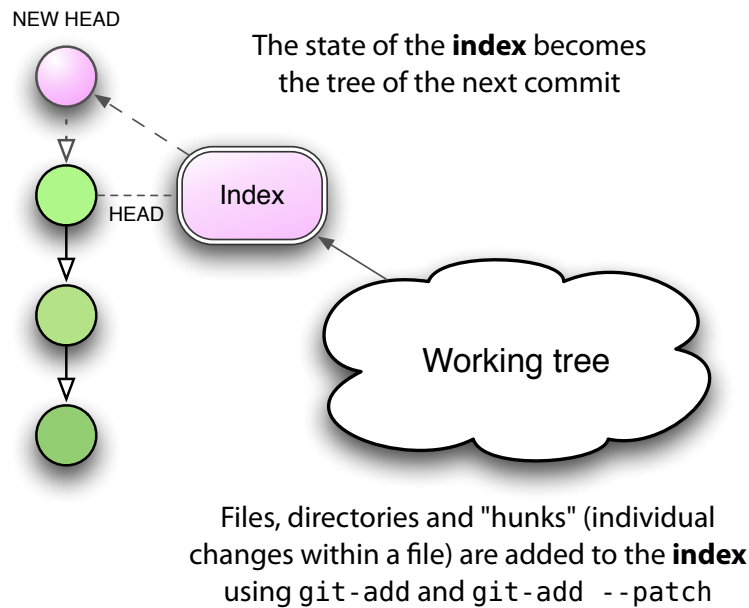 NEW HEAD
The state of the index becomes
the tree of the next commit
Index
HEAD
Working tree
Files, directories and "hunks" (individual
changes within a file) are added to the index
using git-add and git-add --patch